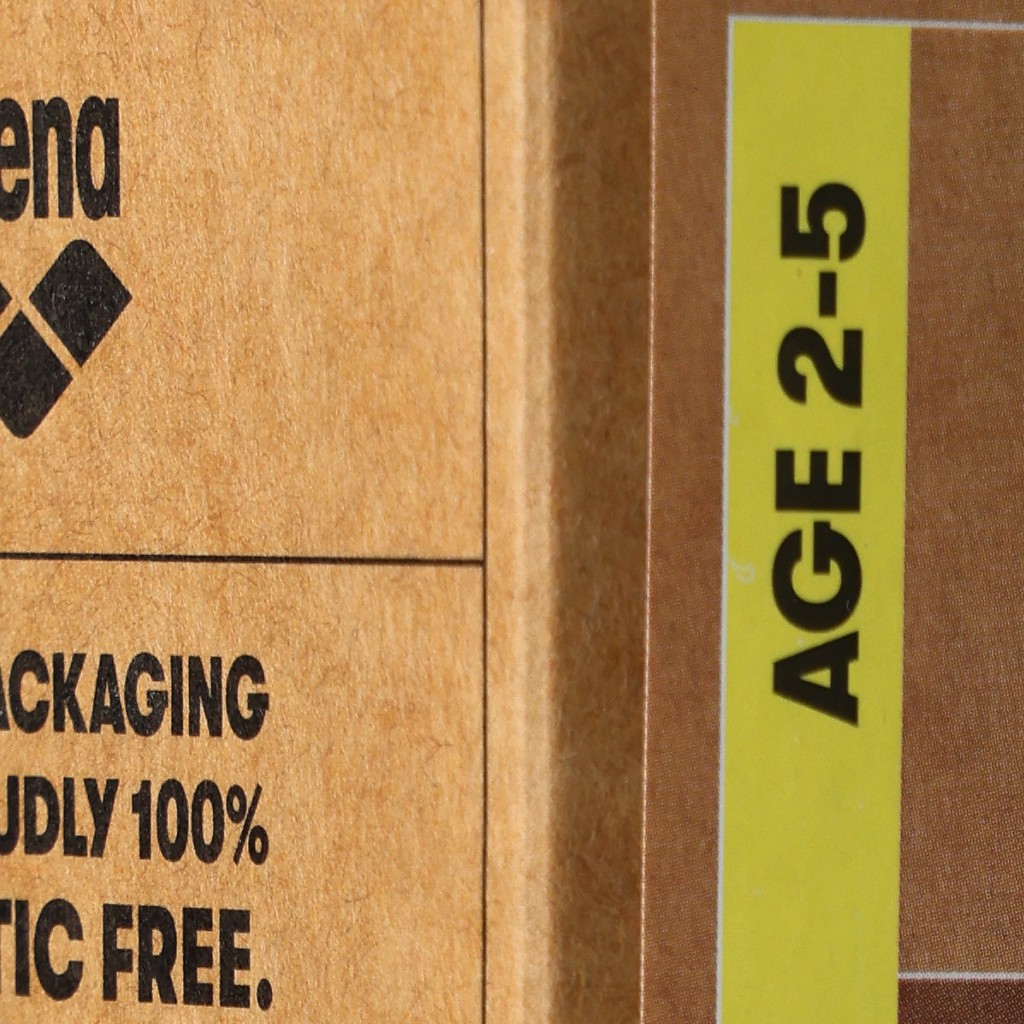 ena
ACKAGING
UDLY 100%
TIC FREE.
AGE 2-5